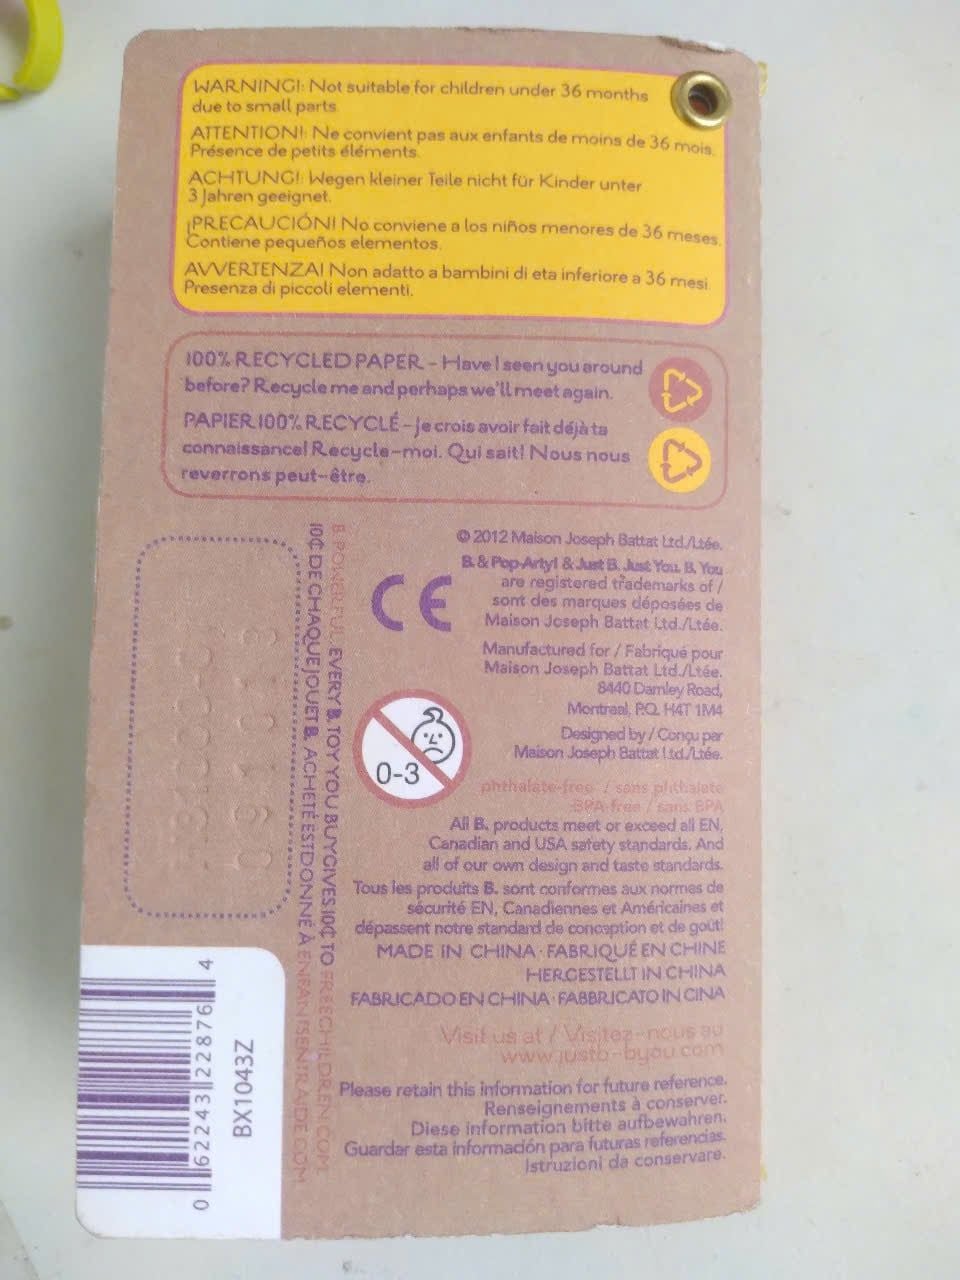 WARNING!: Not suitable for children under 36 months
due to small parts
ATTENTION!: Ne convient pas aux enfants de moins de 36 mois.
Présence de petits éléments.
ACHTUNG!: Wegen kleiner Teile nicht für Kinder unter
3 Jahren geeignet.
¡PRECAUCIÓN! No conviene a los niños menores de 36 meses.
Contiene pequeños elementos.
AVVERTENZA! Non adatto a bambini di eta inferiore a 36 mesi.
Presenza di piccoli elementi.
100% RECYCLED PAPER - Have I seen you around
before? Recycle me and perhaps we'll meet again.
PAPIER 100% RECYCLÉ - Je crois avoir fait déjà ta
connaissance! Recycle-moi. Qui sait! Nous nous
reverrons peut-être.
© 2012 Maison Joseph Battat Ltd./Ltée.
B. & Pop-Arty! & Just B. Just You. B. You
are registered trademarks of /
sont des marques déposées de
Maison Joseph Battat Ltd./Ltée.
CE
Manufactured for / Fabriqué pour
Maison Joseph Battat Ltd./Ltée.
8440 Darnley Road,
Montreal, P.Q. H4T 1M4
Designed by / Conçu par
Maison Joseph Battat Ltd./Ltée.
0-3
phthalate-free / sans phthalate
BPA-free / sans BPA
All B. products meet or exceed all EN,
Canadian and USA safety standards. And
all of our own design and taste standards.
Tous les produits B. sont conformes aux normes de
sécurité EN, Canadiennes et Américaines et
dépassent notre standard de conception et de goût!
MADE IN CHINA · FABRIQUÉ EN CHINE
HERGESTELLT IN CHINA
FABRICADO EN CHINA · FABBRICATO IN CINA
Visit us at / Visitez-nous au
www.justb-byou.com
Please retain this information for future reference.
Renseignements à conserver.
Diese information bitte aufbewahren.
Guardar esta información para futuras referencias.
Istruzioni da conservare.
B. POWERFUL. EVERY B. TOY YOU BUY GIVES 10¢ TO FREECHILDREN.COM
10¢ DE CHAQUE JOUET B. ACHETÉ EST DONNÉ À ENFANTSENTRAIDE.COM
091013
0 62243 22876 4
BX1043Z